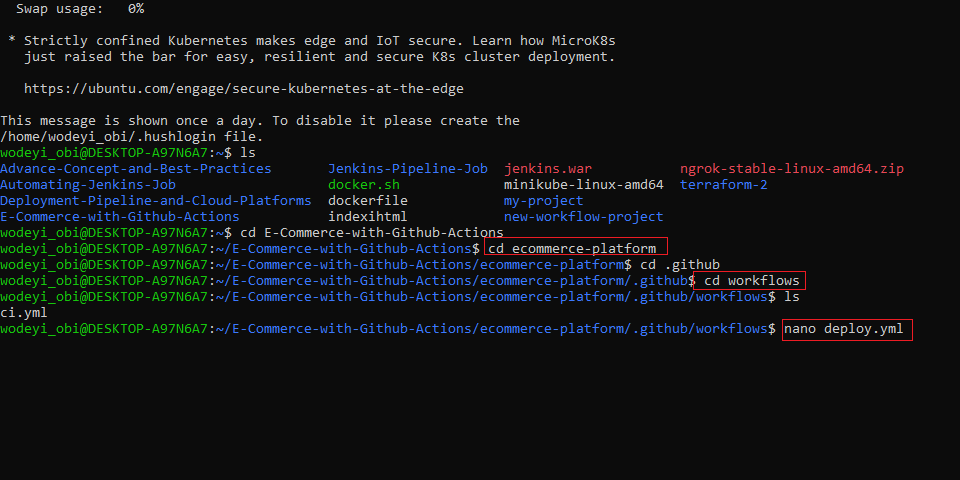 Swap usage:   0%
* Strictly confined Kubernetes makes edge and IoT secure. Learn how MicroK8s
just raised the bar for easy, resilient and secure K8s cluster deployment.
https://ubuntu.com/engage/secure-kubernetes-at-the-edge
This message is shown once a day. To disable it please create the
/home/wodeyi_obi/.hushlogin file.
wodeyi_obi@DESKTOP-A97N6A7:~$ ls
Advance-Concept-and-Best-Practices       Jenkins-Pipeline-Job  jenkins.war           ngrok-stable-linux-amd64.zip
Automating-Jenkins-Job                   docker.sh             minikube-linux-amd64  terraform-2
Deployment-Pipeline-and-Cloud-Platforms  dockerfile            my-project
E-Commerce-with-Github-Actions           indexihtml            new-workflow-project
wodeyi_obi@DESKTOP-A97N6A7:~$ cd E-Commerce-with-Github-Actions
wodeyi_obi@DESKTOP-A97N6A7:~/E-Commerce-with-Github-Actions$ cd ecommerce-platform
wodeyi_obi@DESKTOP-A97N6A7:~/E-Commerce-with-Github-Actions/ecommerce-platform$ cd .github
wodeyi_obi@DESKTOP-A97N6A7:~/E-Commerce-with-Github-Actions/ecommerce-platform/.github$ cd workflows
wodeyi_obi@DESKTOP-A97N6A7:~/E-Commerce-with-Github-Actions/ecommerce-platform/.github/workflows$ ls
ci.yml
wodeyi_obi@DESKTOP-A97N6A7:~/E-Commerce-with-Github-Actions/ecommerce-platform/.github/workflows$ nano deploy.yml